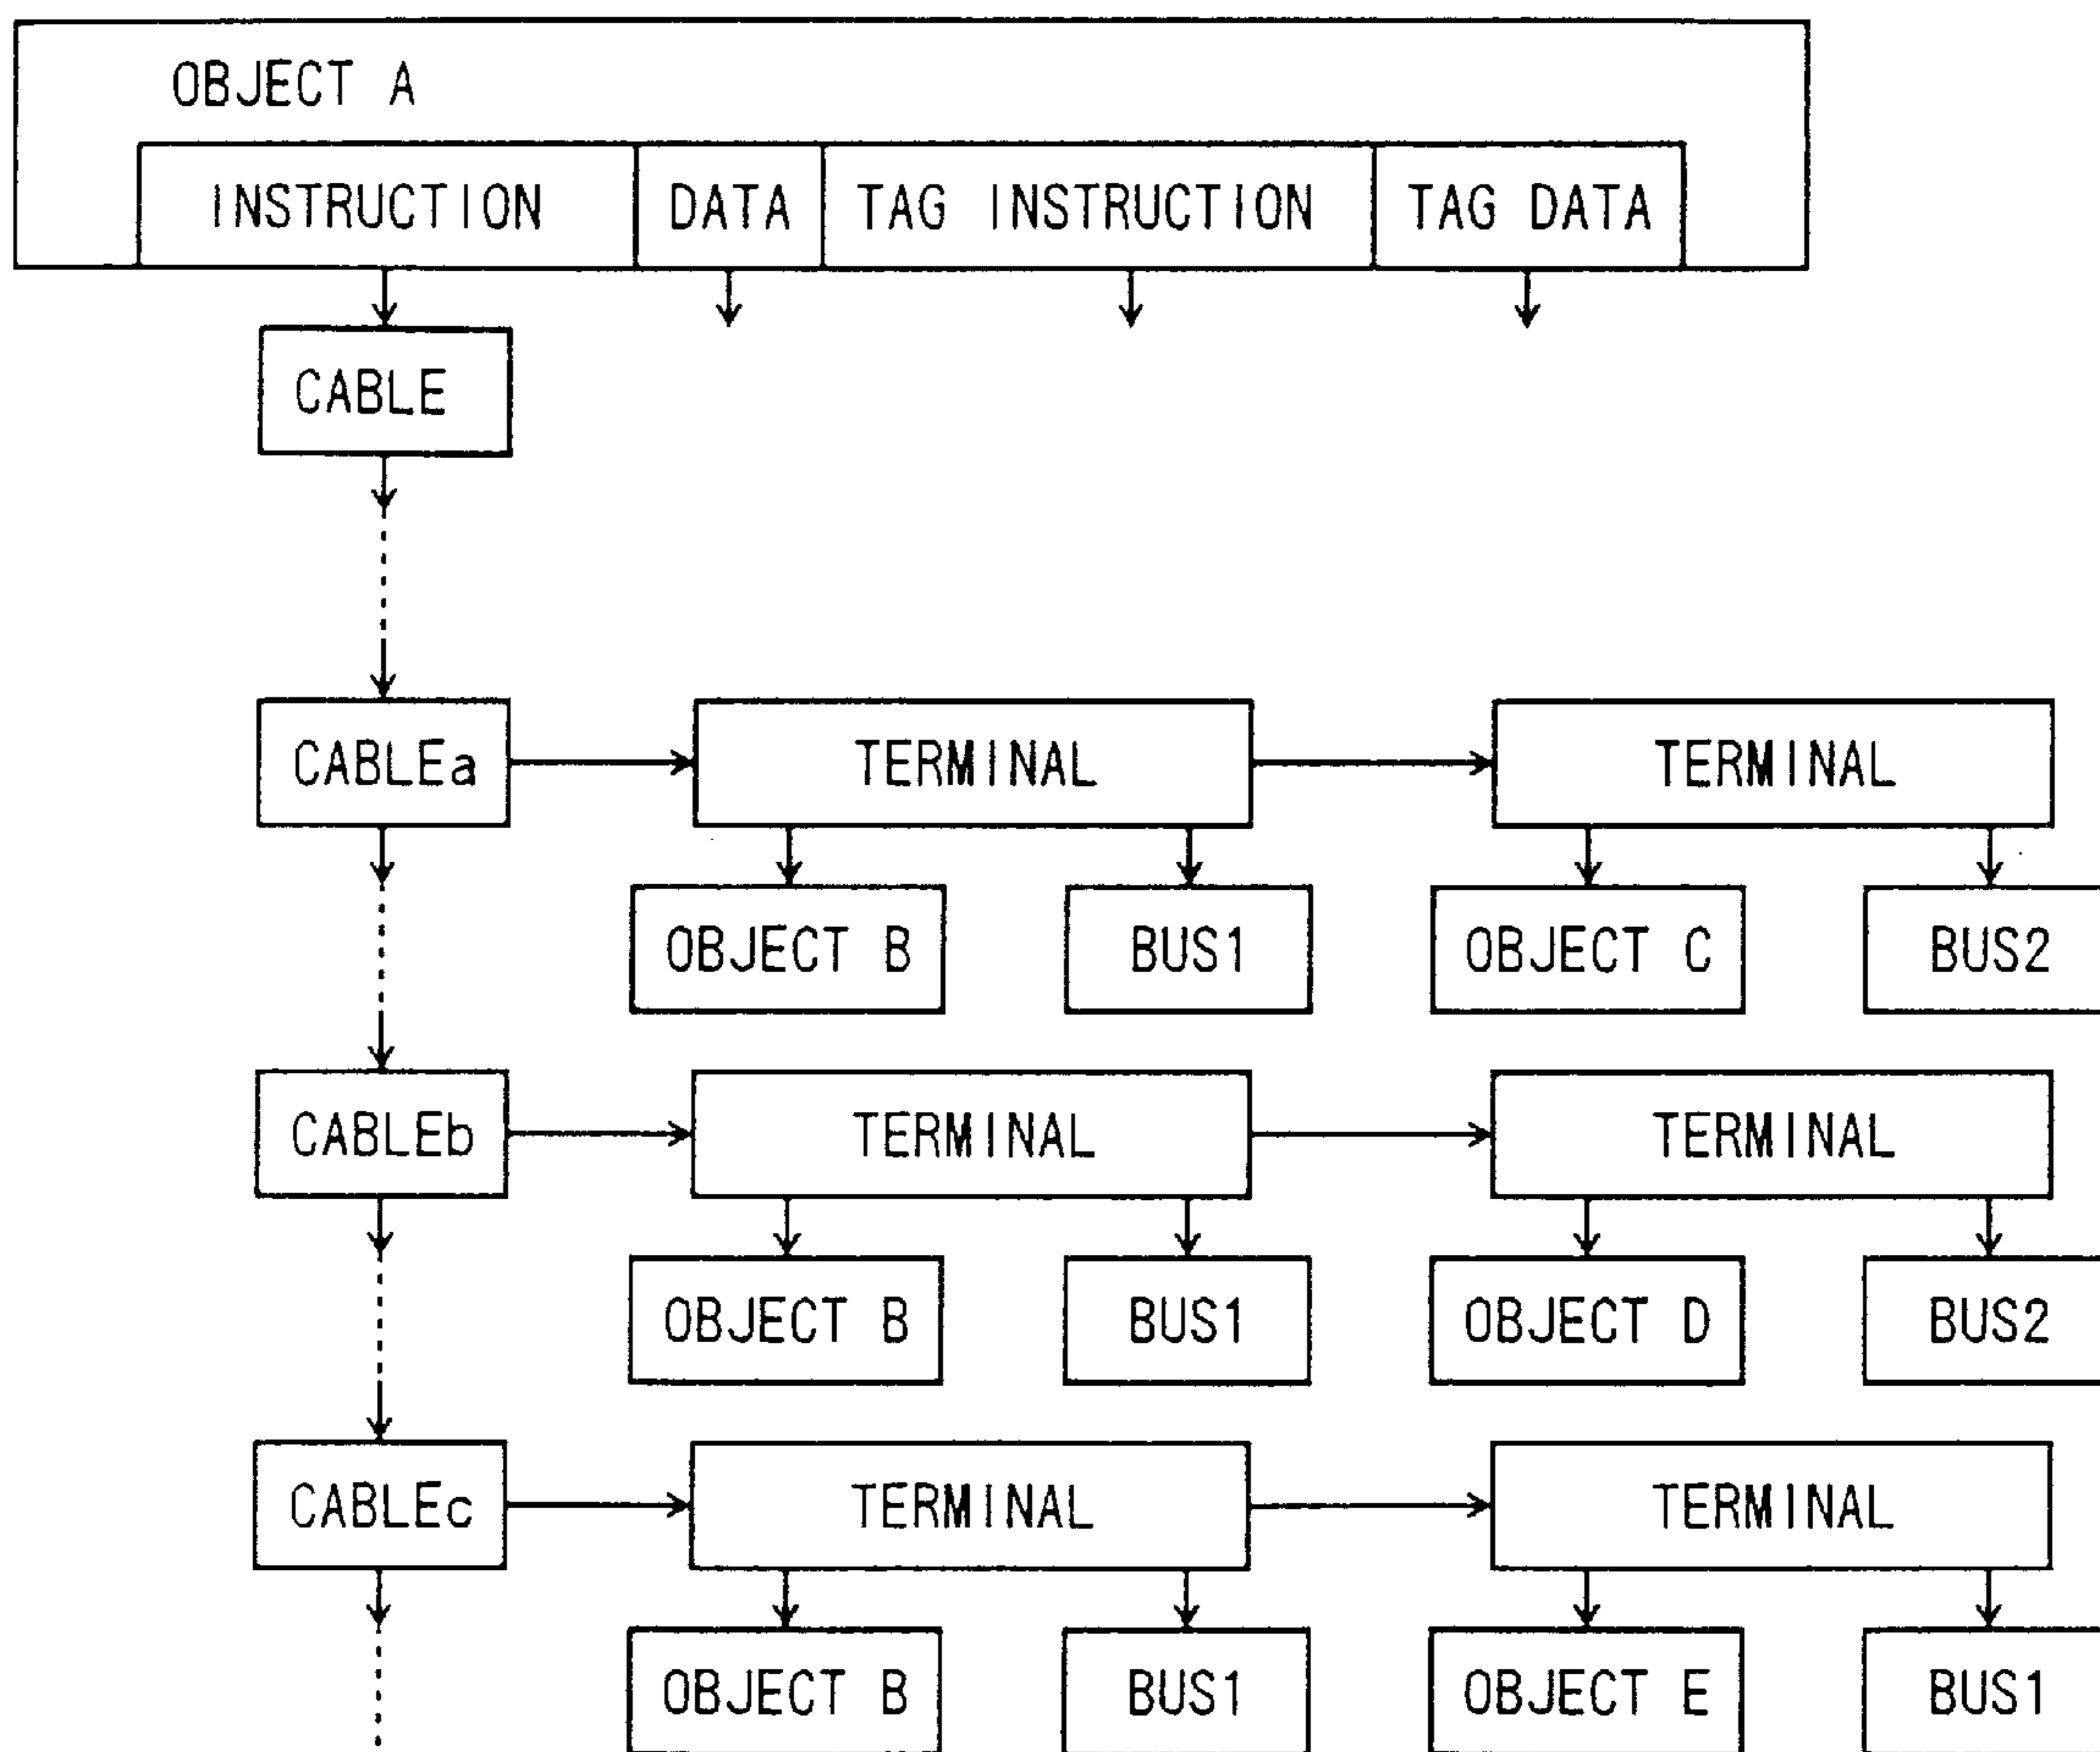 OBJECT A
INSTRUCTION DATA TAG INSTRUCTION TAG DATA
CABLE
CABLEa TERMINAL TERMINAL
OBJECT B BUS1 OBJECT C BUS2
CABLEb TERMINAL TERMINAL
OBJECT B BUS1 OBJECT D BUS2
CABLEc TERMINAL TERMINAL
OBJECT B BUS1 OBJECT E BUS1